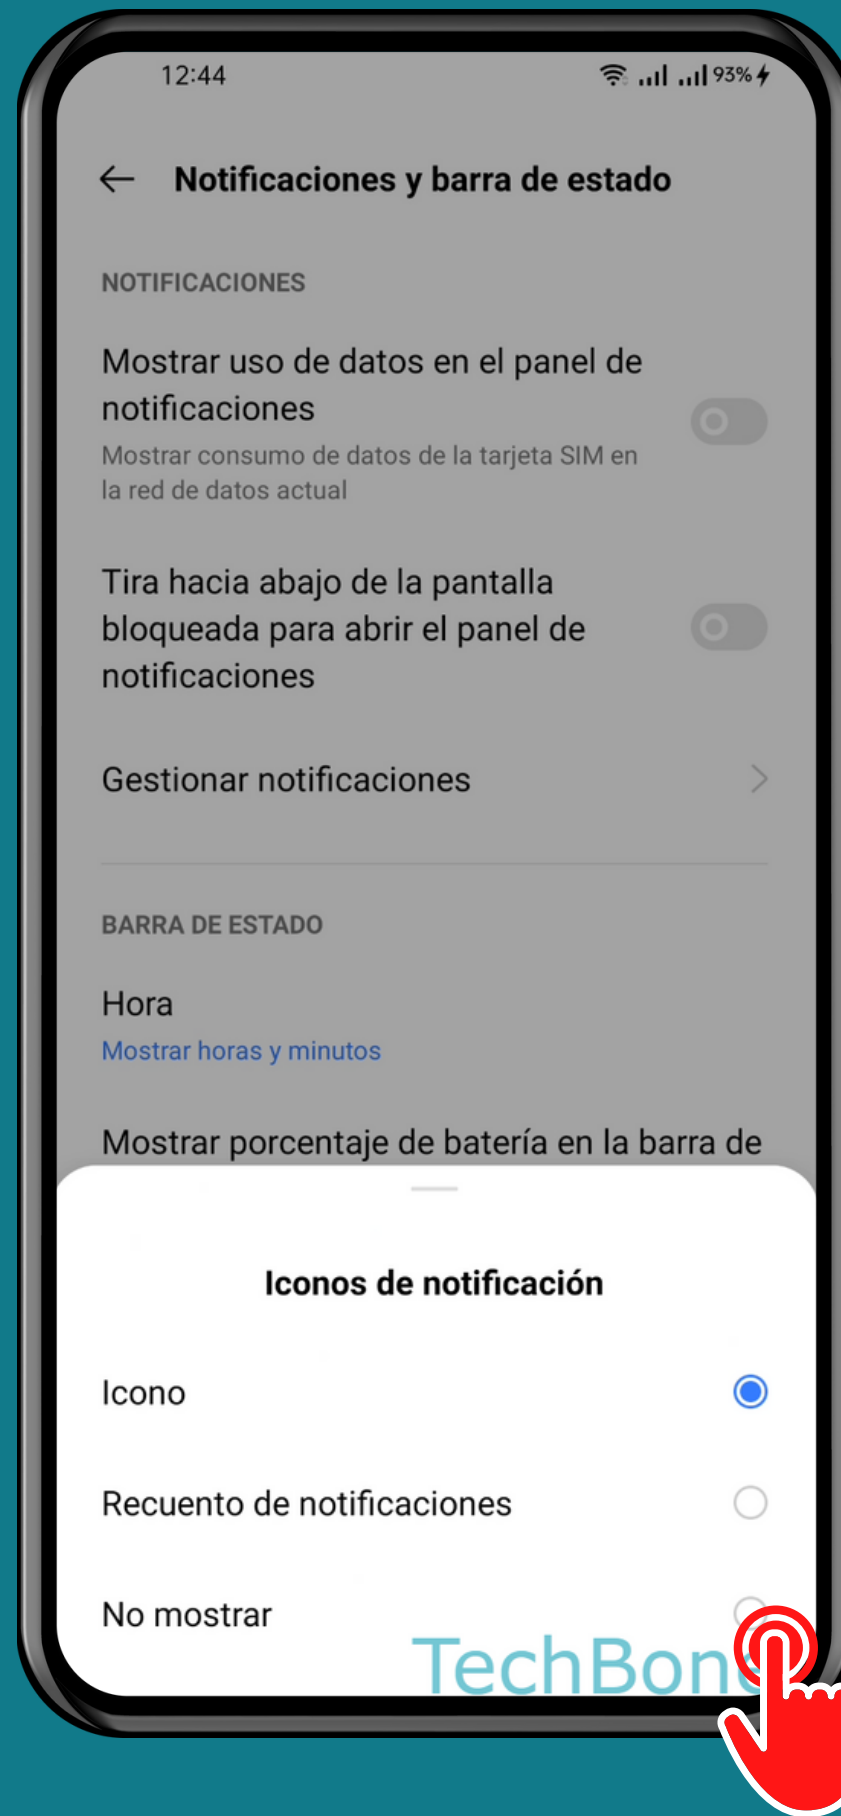 12:44
93%
Notificaciones y barra de estado
NOTIFICACIONES
Mostrar uso de datos en el panel de
notificaciones
Mostrar consumo de datos de la tarjeta SIM en
la red de datos actual
Tira hacia abajo de la pantalla
bloqueada para abrir el panel de
notificaciones
Gestionar notificaciones
BARRA DE ESTADO
Hora
Mostrar horas y minutos
Mostrar porcentaje de batería en la barra de
Iconos de notificación
Icono
Recuento de notificaciones
No mostrar